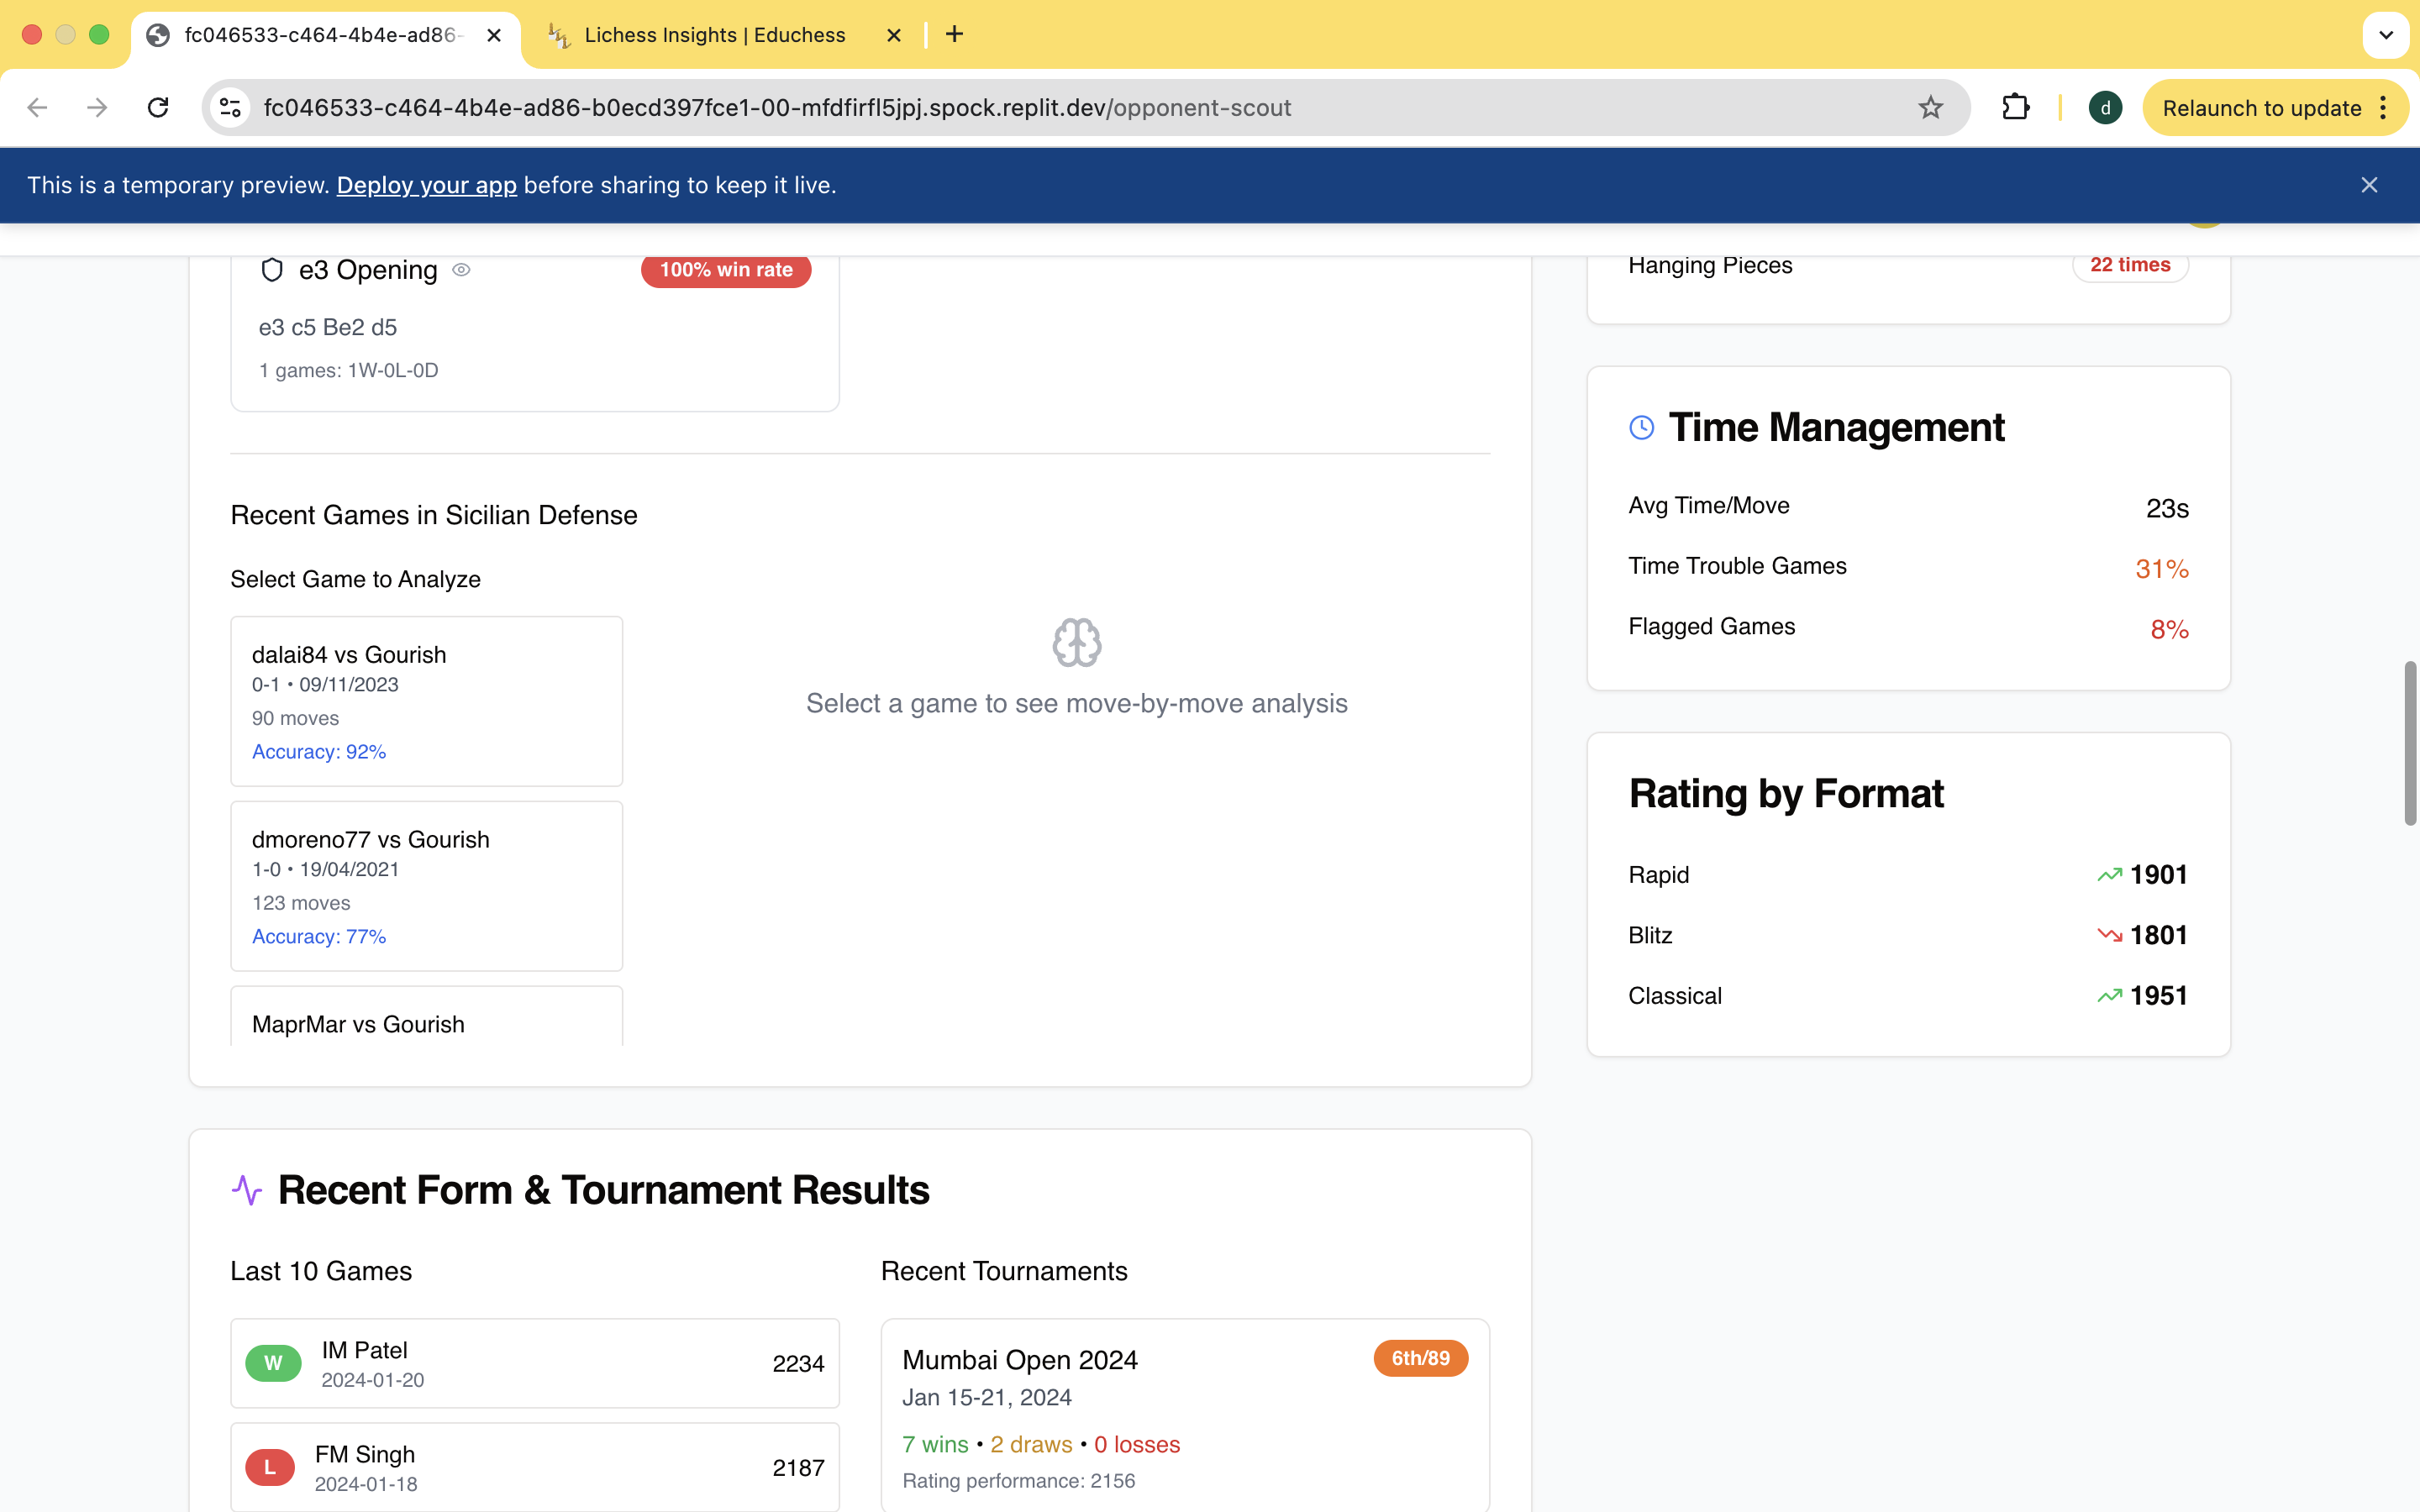 fc046533-c464-4b4e-ad86-
Lichess Insights | Educhess
fc046533-c464-4b4e-ad86-b0ecd397fce1-00-mfdfirfl5jpj.spock.replit.dev/opponent-scout
d
Relaunch to update
This is a temporary preview. Deploy your app before sharing to keep it live.
e3 Opening
100% win rate
e3 c5 Be2 d5
1 games: 1W-0L-0D
Recent Games in Sicilian Defense
Select Game to Analyze
dalai84 vs Gourish
0-1 • 09/11/2023
90 moves
Accuracy: 92%
dmoreno77 vs Gourish
1-0 • 19/04/2021
123 moves
Accuracy: 77%
MaprMar vs Gourish
Select a game to see move-by-move analysis
Recent Form & Tournament Results
Last 10 Games
W
IM Patel
2024-01-20
2234
L
FM Singh
2024-01-18
2187
Recent Tournaments
Mumbai Open 2024
6th/89
Jan 15-21, 2024
7 wins • 2 draws • 0 losses
Rating performance: 2156
Hanging Pieces
22 times
Time Management
Avg Time/Move
23s
Time Trouble Games
31%
Flagged Games
8%
Rating by Format
Rapid
1901
Blitz
1801
Classical
1951